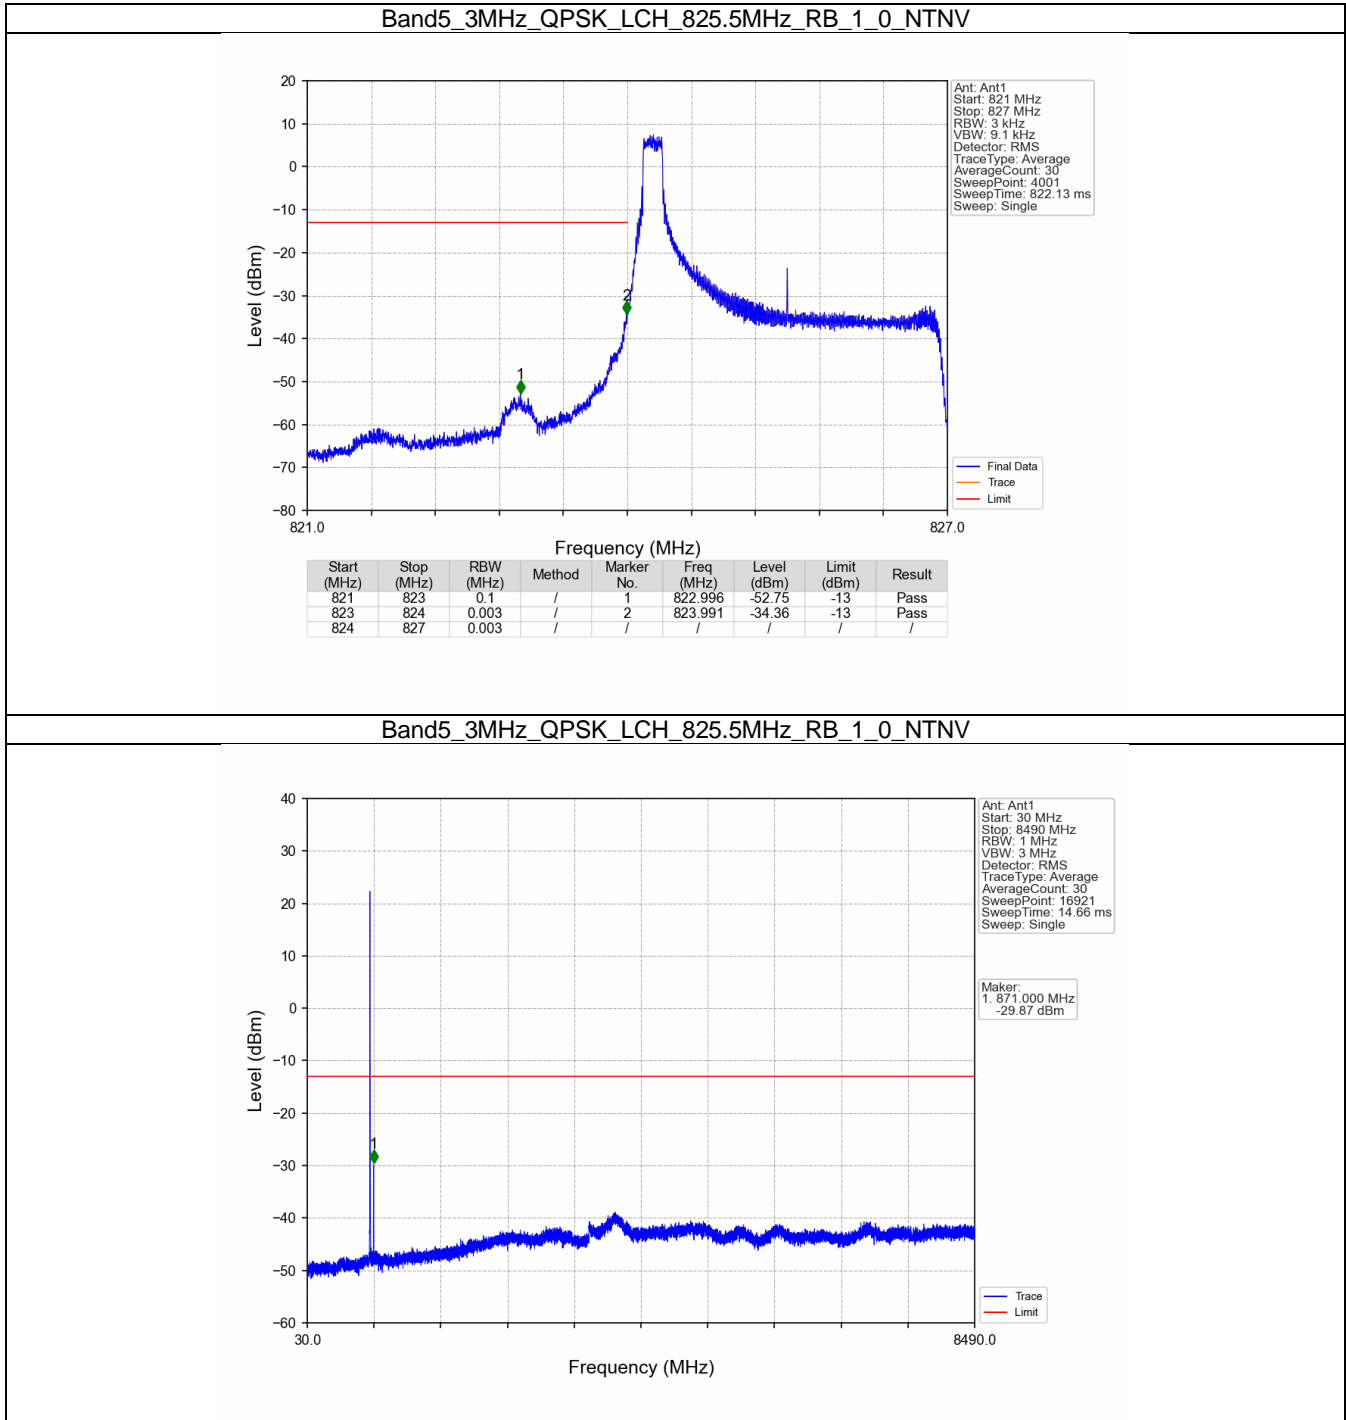 Band5_3MHz_QPSK_LCH_825.5MHz_RB_1_0_NTNV
20
10
0
−10
−20
−30
−40
−50
−60
−70
−80
Level (dBm)
1
2
821.0
827.0
Frequency (MHz)
Ant: Ant1
Start: 821 MHz
Stop: 827 MHz
RBW: 3 kHz
VBW: 9.1 kHz
Detector: RMS
TraceType: Average
AverageCount: 30
SweepPoint: 4001
SweepTime: 822.13 ms
Sweep: Single
Final Data
Trace
Limit
Start (MHz) Stop (MHz) RBW (MHz) Method Marker No. Freq (MHz) Level (dBm) Limit (dBm) Result
821 823 0.1 / 1 822.996 -52.75 -13 Pass
823 824 0.003 / 2 823.991 -34.36 -13 Pass
824 827 0.003 / / / / / /
Band5_3MHz_QPSK_LCH_825.5MHz_RB_1_0_NTNV
40
30
20
10
0
−10
−20
−30
−40
−50
−60
Level (dBm)
1
30.0
8490.0
Frequency (MHz)
Ant: Ant1
Start: 30 MHz
Stop: 8490 MHz
RBW: 1 MHz
VBW: 3 MHz
Detector: RMS
TraceType: Average
AverageCount: 30
SweepPoint: 16921
SweepTime: 14.66 ms
Sweep: Single
Maker:
1. 871.000 MHz
-29.87 dBm
Trace
Limit